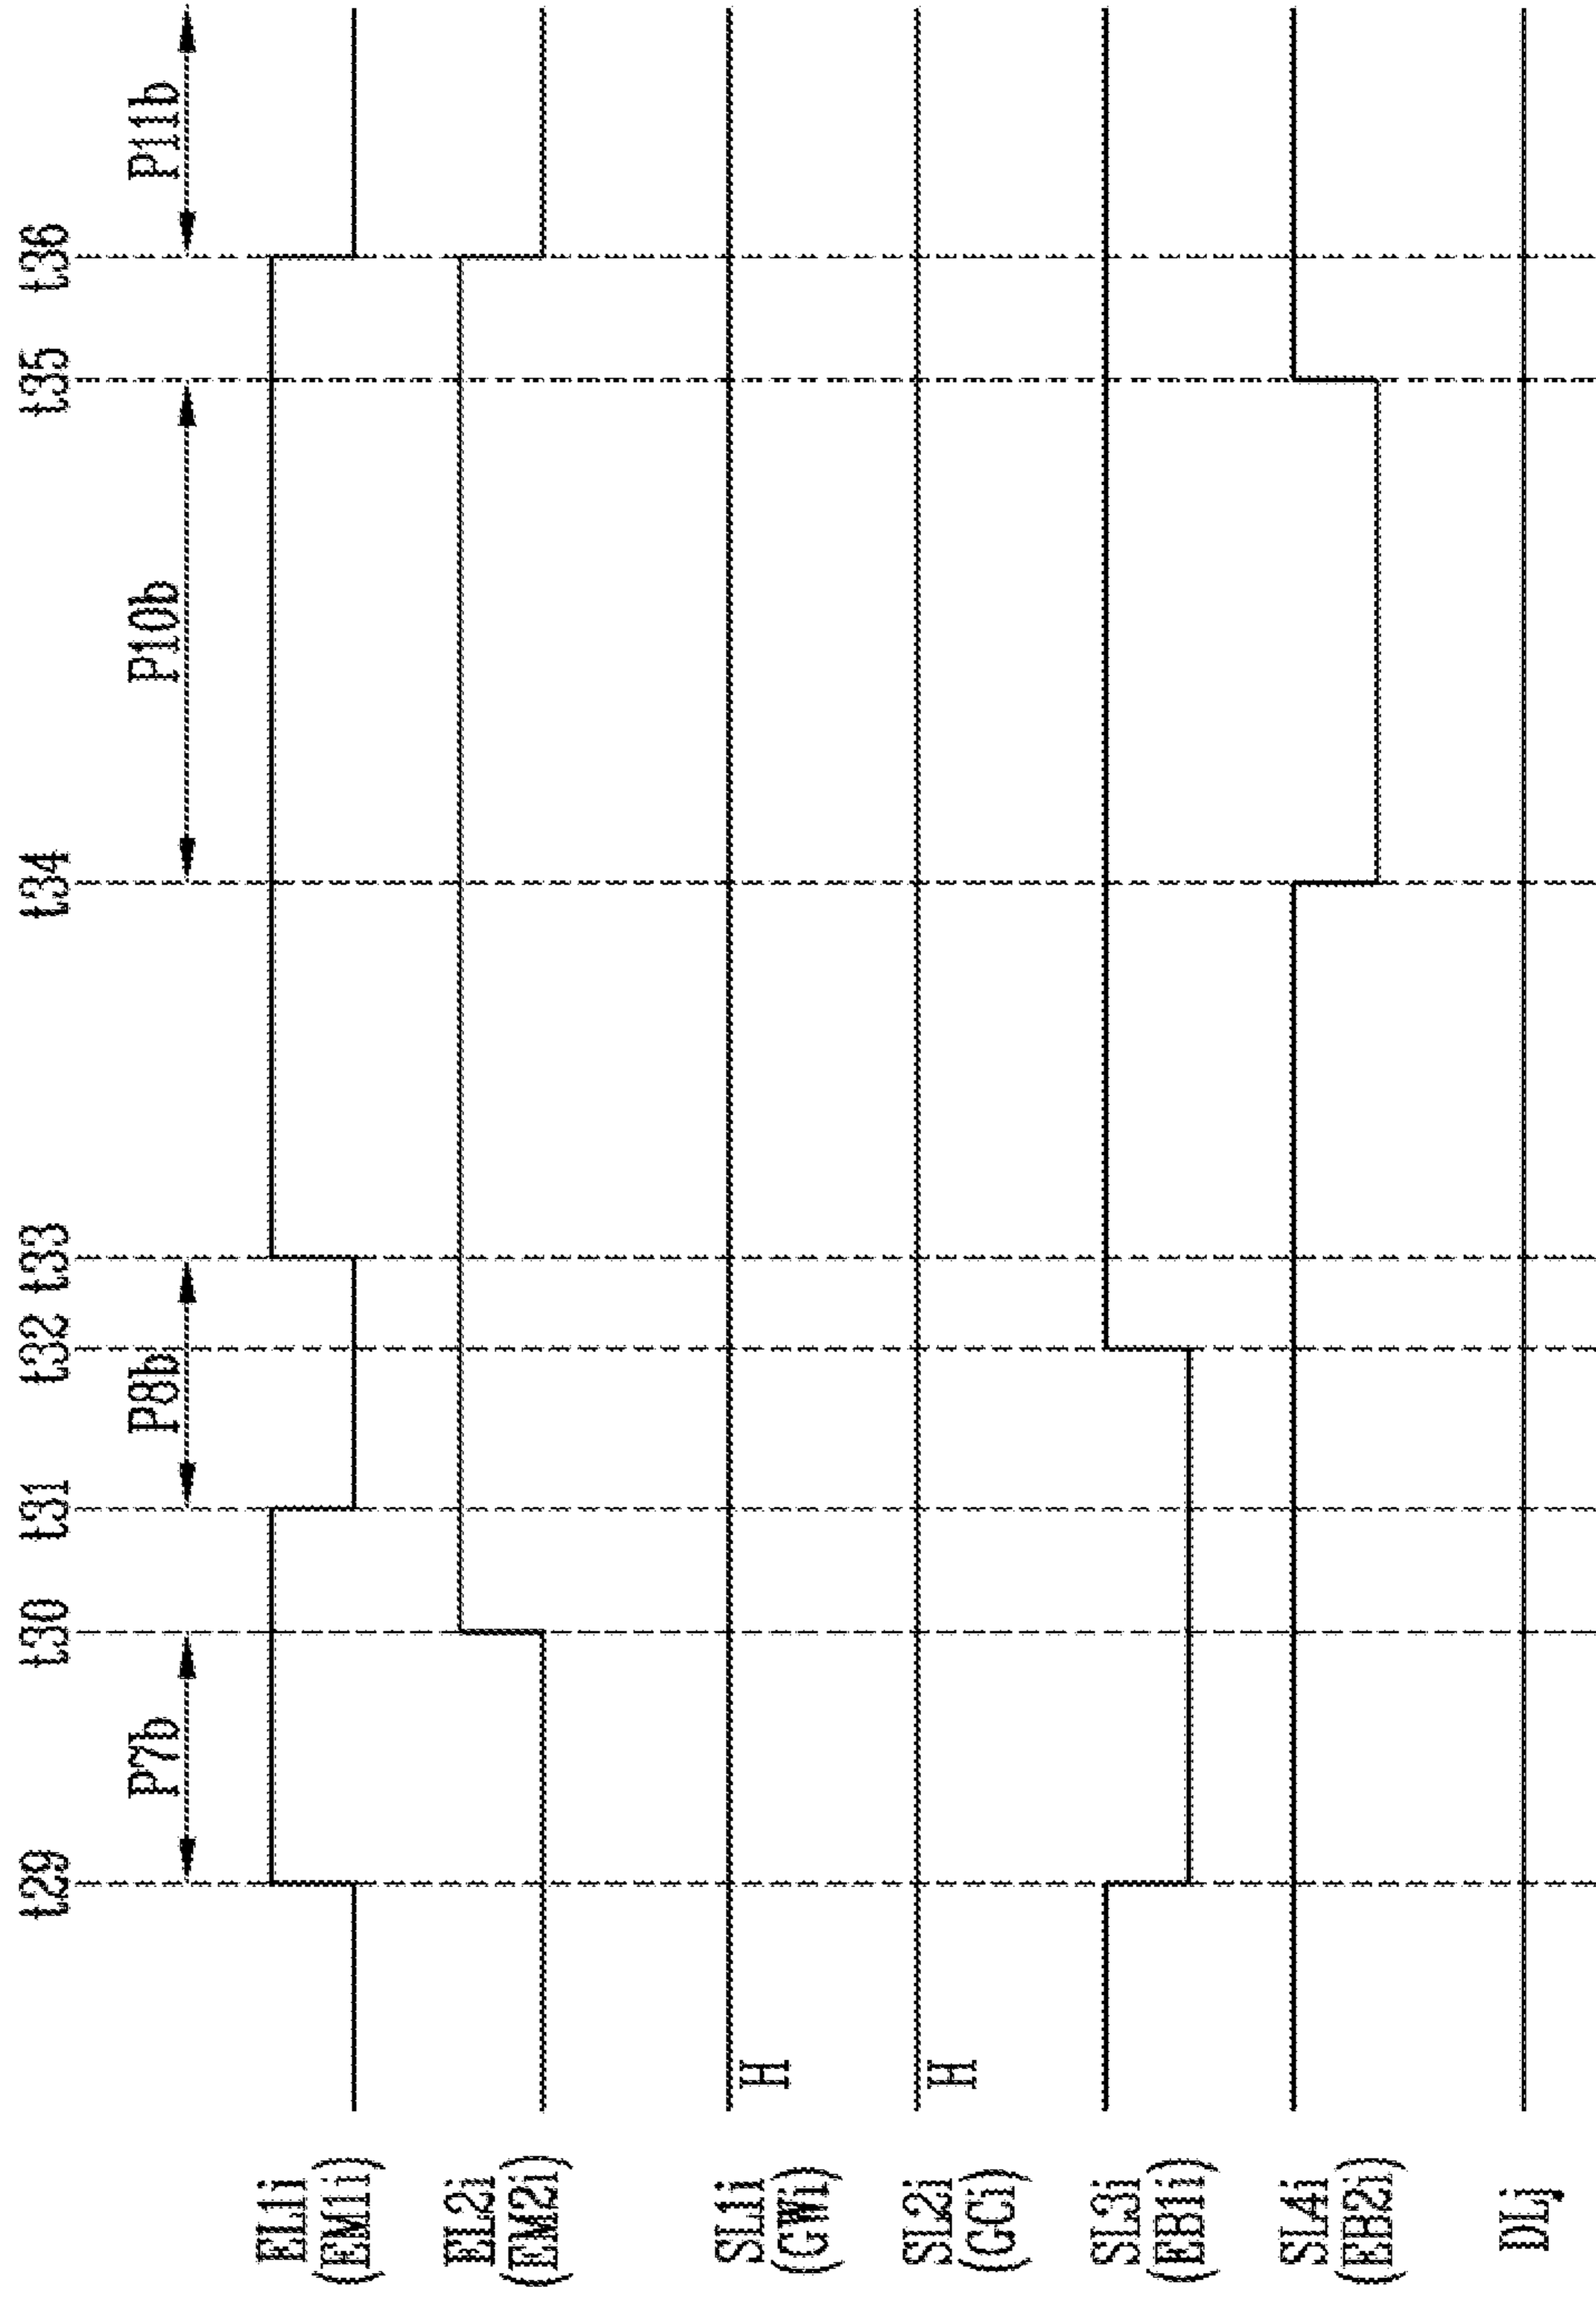 t29 t30 t31 t32 t33 t34 t35 t36
P7b P8b P10b P11b
EL1i
(EM1i)
EL2i
(EM2i)
SL1i
(GWi)
H
SL2i
(GCi)
H
SL3i
(EB1i)
SL4i
(EB2i)
DLj